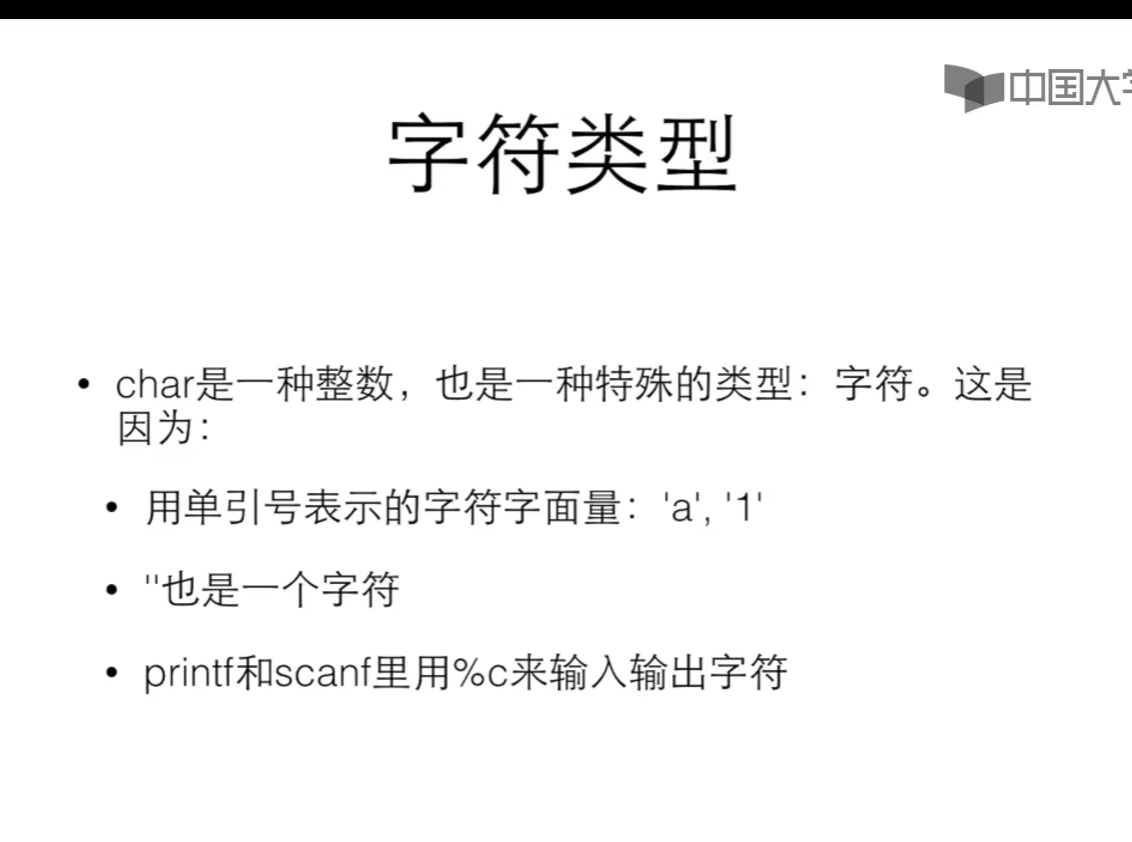 中国大
字符类型
• char是一种整数，也是一种特殊的类型：字符。这是
因为：
• 用单引号表示的字符字面量：'a', '1'
• ''也是一个字符
• printf和scanf里用%c来输入输出字符